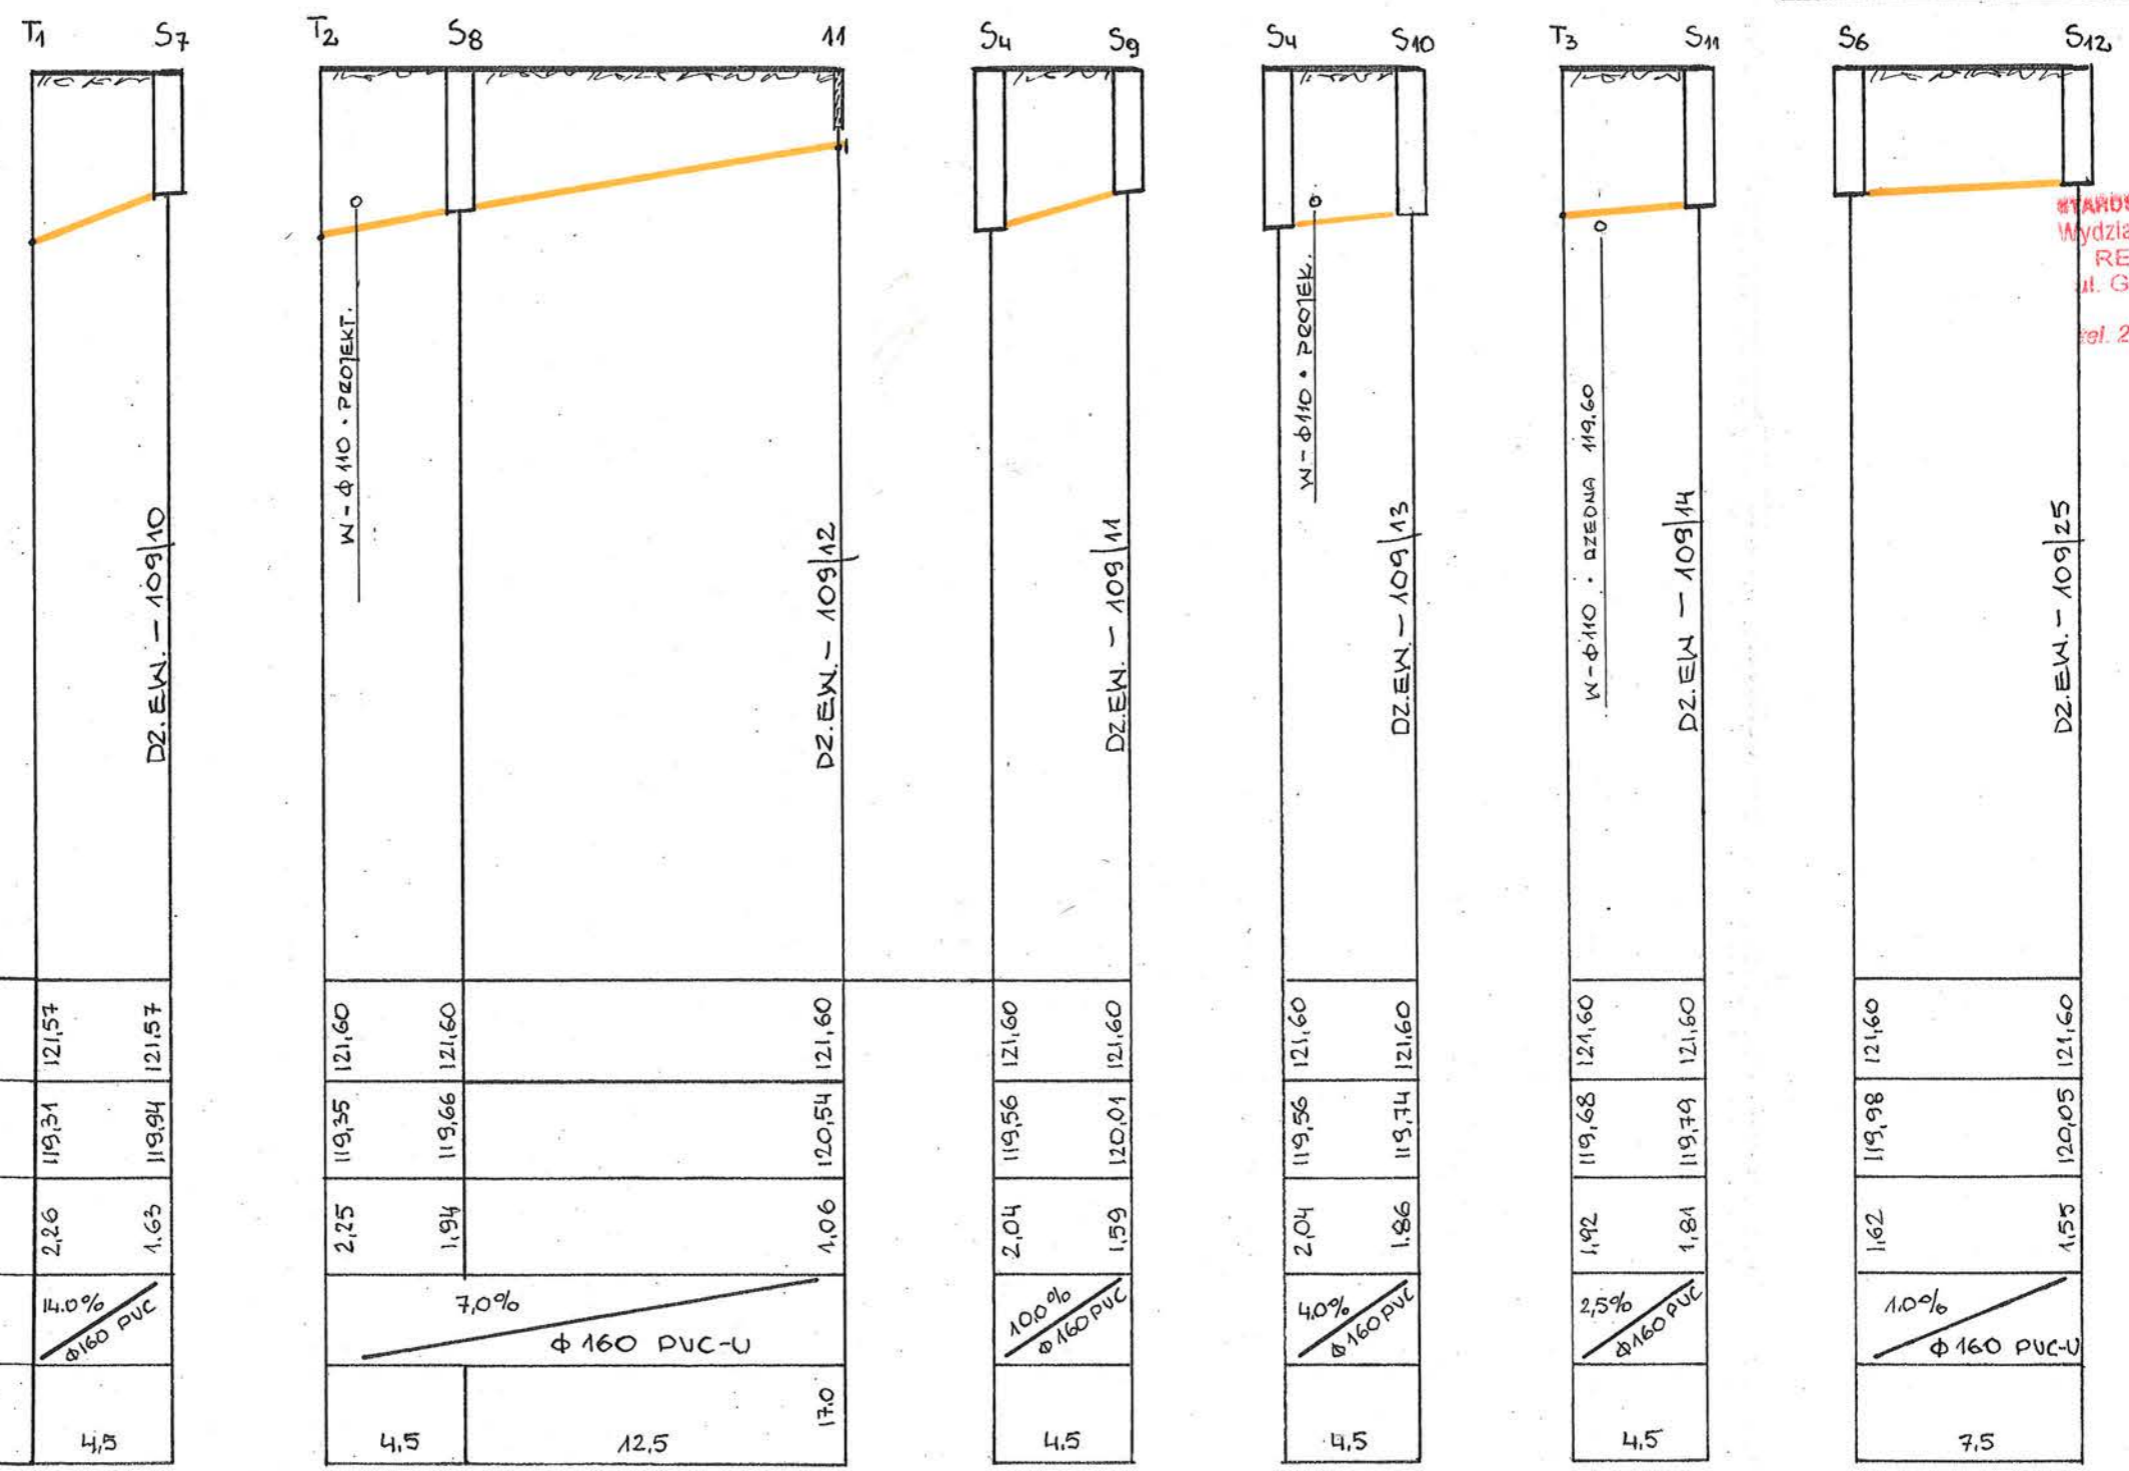 T1 S7
T2 S8 11
S4 S9
S4 S10
T3 S11
S6 S12
Wydzia
RE
ul. G
tel. 2
DZ.EW. – 109/10
W - ϕ 110 • PROJEKT.
DZ.EW. – 109/12
DZ.EW. – 109/11
W - ϕ110 • PROJEK.
DZ.EW. – 109/13
W - ϕ110 • RZĘDNA 119.60
DZ.EW – 109/14
DZ.EW. – 109/25
121,57 121,57
119,31 119,94
2,26 1.63
14.0%
ϕ160 PVC
4,5
121,60 121,60 121,60
119,35 119,66 120,54
2,25 1,94 1,06
7,0%
ϕ 160 PVC-U
4,5 12,5 17.0
121,60 121,60
119,56 120,01
2,04 1,59
10.0%
ϕ160 PVC
4.5
121,60 121,60
119,56 119,74
2,04 1.86
4.0%
ϕ160 PVC
4,5
121,60 121,60
119,68 119,79
1,92 1,81
2,5%
ϕ160 PVC
4.5
121,60 121,60
119,98 120,05
1,62 1,55
1.0%
ϕ 160 PVC-U
7,5